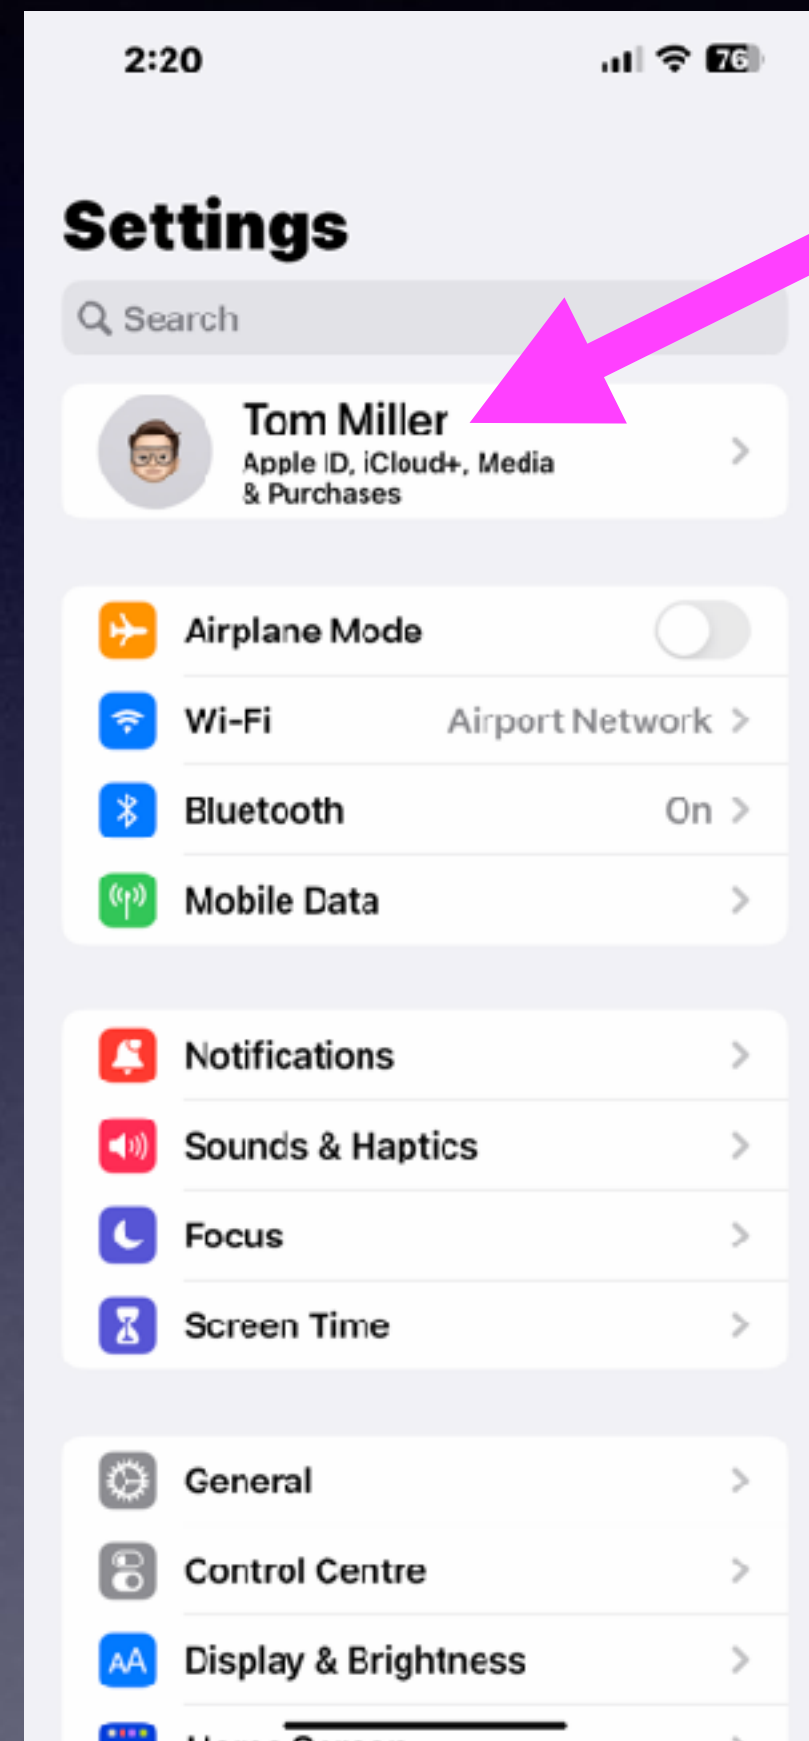 2:20
76
Settings
Search
Tom Miller
Apple ID, iCloud+, Media
& Purchases
Airplane Mode
Wi-Fi Airport Network
Bluetooth On
Mobile Data
Notifications
Sounds & Haptics
Focus
Screen Time
General
Control Centre
AA Display & Brightness